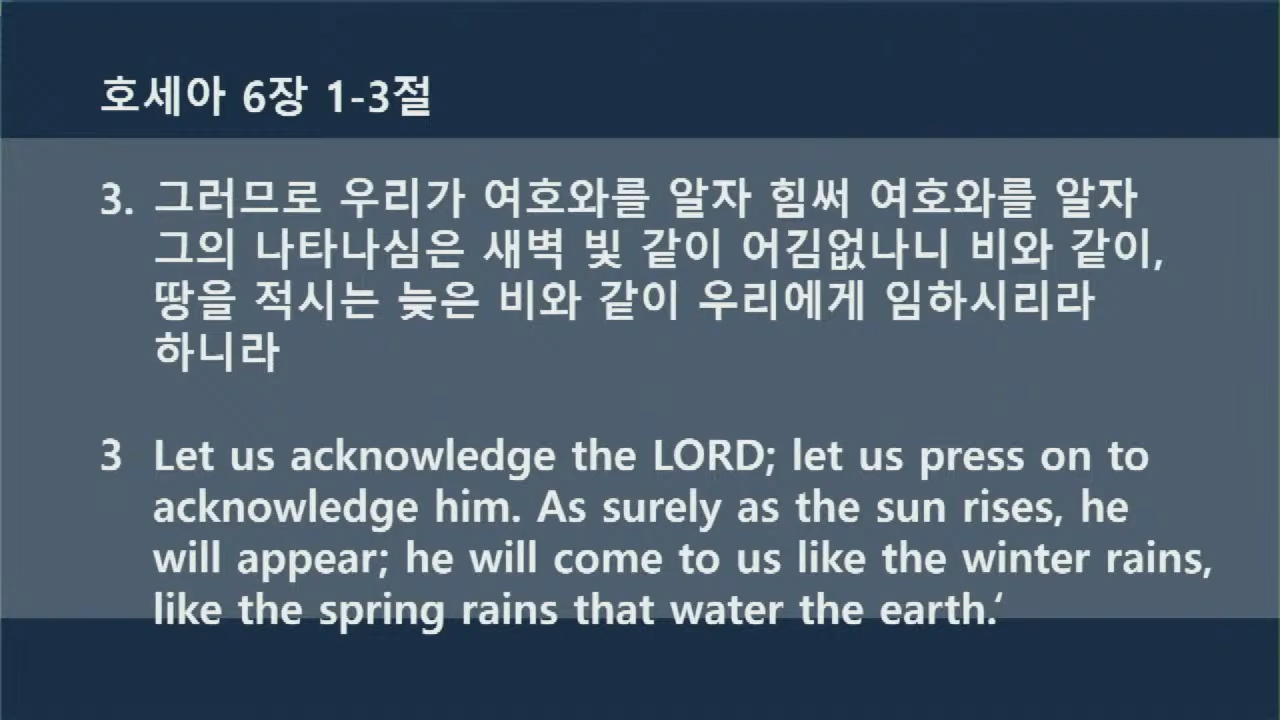 호세아 6장 1-3절
3. 그러므로 우리가 여호와를 알자 힘써 여호와를 알자
그의 나타나심은 새벽 빛 같이 어김없나니 비와 같이,
땅을 적시는 늦은 비와 같이 우리에게 임하시리라
하니라
3 Let us acknowledge the LORD; let us press on to
acknowledge him. As surely as the sun rises, he
will appear; he will come to us like the winter rains,
like the spring rains that water the earth.‘